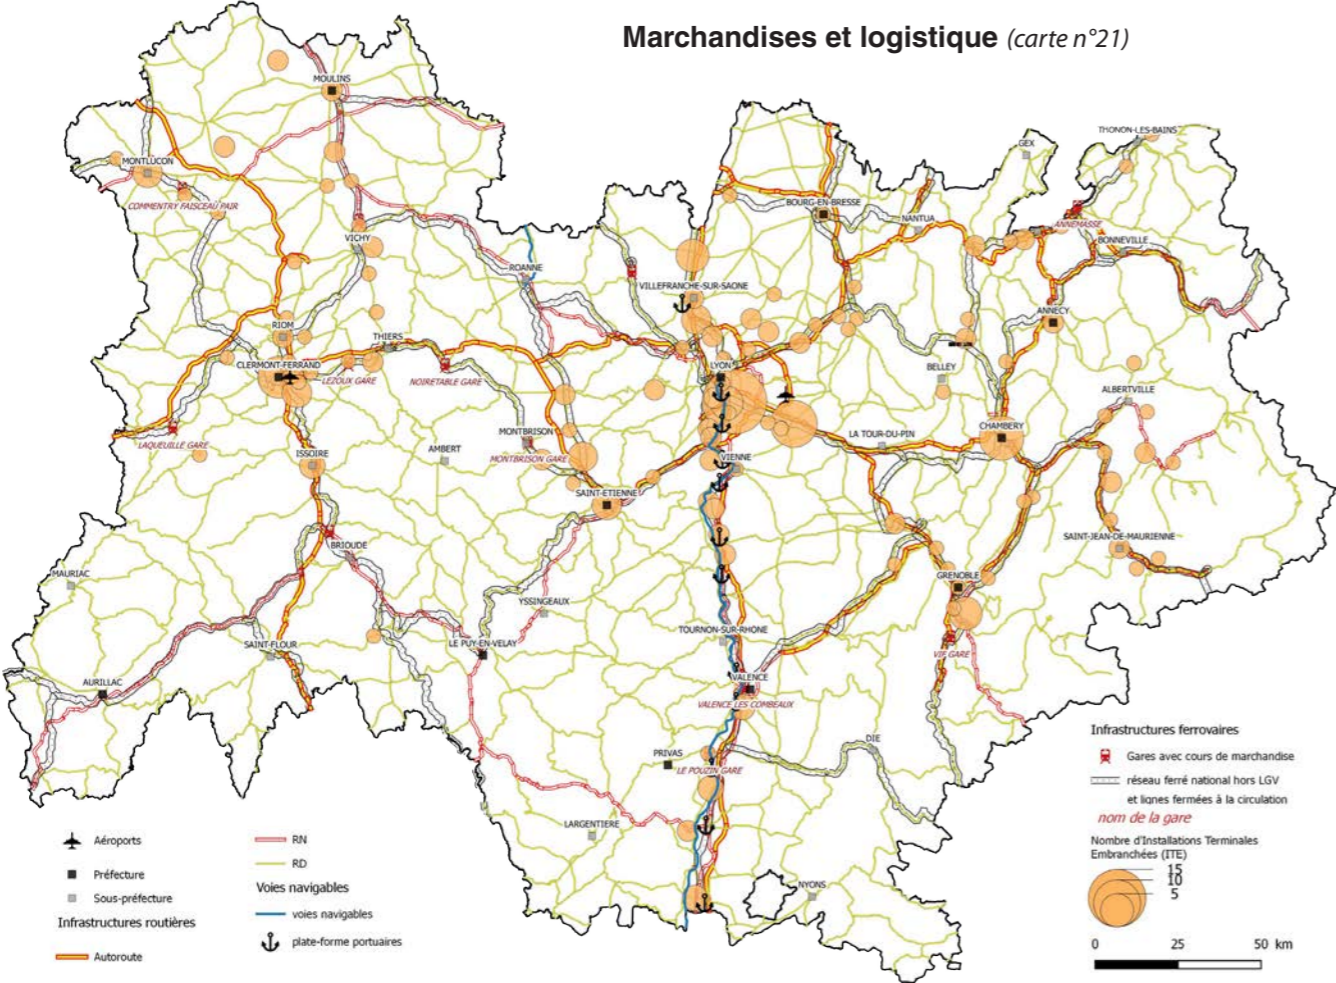 Marchandises et logistique (carte n°21)
MOULINS
THONON-LES-BAINS
GEX
MONTLUCON
COMMENTRY FAISCEAU PAIR
BOURG-EN-BRESSE
NANTUA
ANNEMASSE
BONNEVILLE
VICHY
ROANNE
VILLEFRANCHE-SUR-SAONE
ANNECY
RIOM
THIERS
CLERMONT-FERRAND
LEZOUX GARE
NOIRETABLE GARE
LYON
BELLEY
ALBERTVILLE
LAQUEUILLE GARE
AMBERT
MONTBRISON
MONTBRISON GARE
ISSOIRE
VIENNE
LA TOUR-DU-PIN
CHAMBERY
SAINT-ETIENNE
SAINT-JEAN-DE-MAURIENNE
BRIOUDE
MAURIAC
GRENOBLE
YSSINGEAUX
TOURNON-SUR-RHONE
SAINT-FLOUR
LE PUY-EN-VELAY
VIF GARE
AURILLAC
VALENCE
VALENCE LES COMBEAUX
PRIVAS
LE POUZIN GARE
DIE
LARGENTIERE
NYONS
Aéroports
Préfecture
Sous-préfecture
Infrastructures routières
Autoroute
RN
RD
Voies navigables
voies navigables
plate-forme portuaires
Infrastructures ferrovaires
Gares avec cours de marchandise
réseau ferré national hors LGV
et lignes fermées à la circulation
nom de la gare
Nombre d'Installations Terminales
Embranchées (ITE)
15
10
5
0 25 50 km